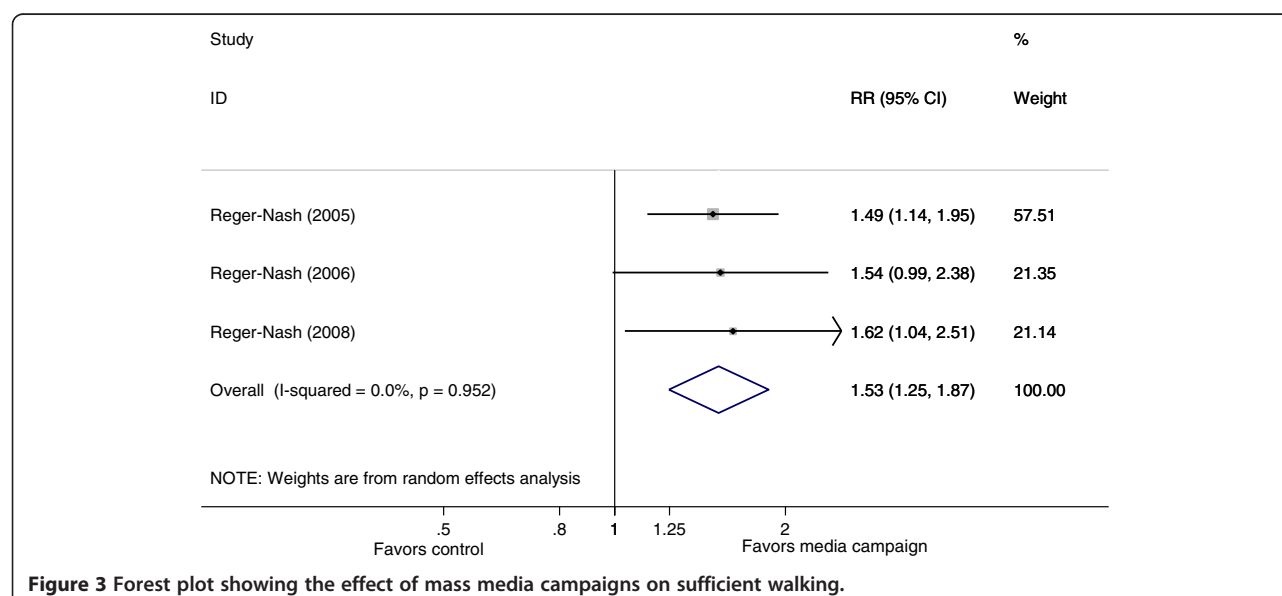 Study %
ID RR (95% CI) Weight
Reger-Nash (2005) 1.49 (1.14, 1.95) 57.51
Reger-Nash (2006) 1.54 (0.99, 2.38) 21.35
Reger-Nash (2008) 1.62 (1.04, 2.51) 21.14
Overall (I-squared = 0.0%, p = 0.952) 1.53 (1.25, 1.87) 100.00
NOTE: Weights are from random effects analysis
.5 .8 1 1.25 2
Favors control Favors media campaign
Figure 3 Forest plot showing the effect of mass media campaigns on sufficient walking.